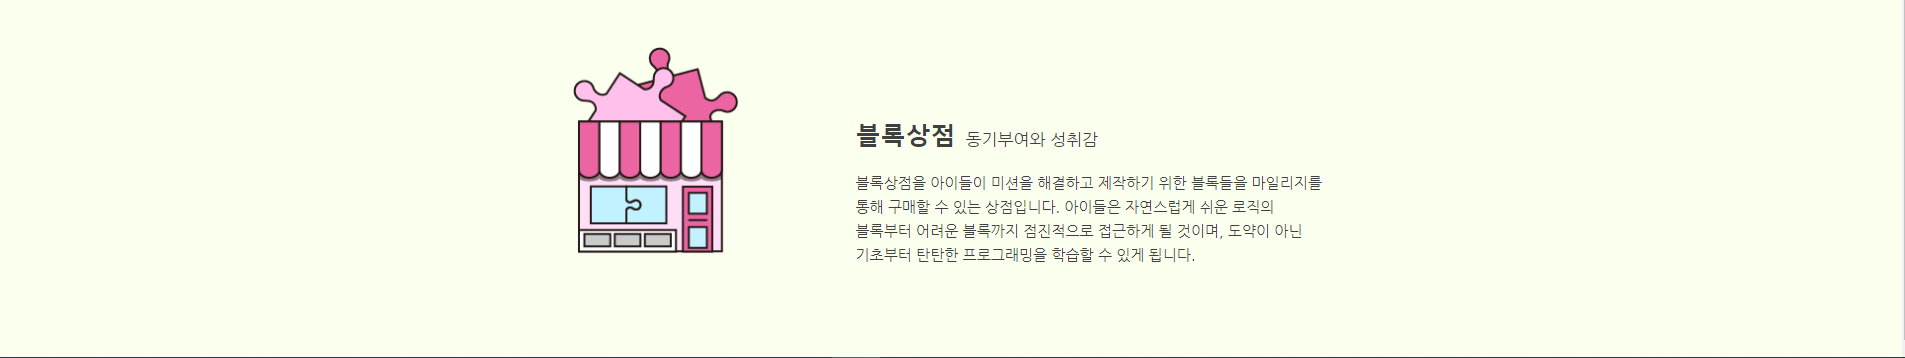 블록상점 동기부여와 성취감
블록상점을 아이들이 미션을 해결하고 제작하기 위한 블록들을 마일리지를
통해 구매할 수 있는 상점입니다. 아이들은 자연스럽게 쉬운 로직의
블록부터 어려운 블록까지 점진적으로 접근하게 될 것이며, 도약이 아닌
기초부터 탄탄한 프로그래밍을 학습할 수 있게 됩니다.